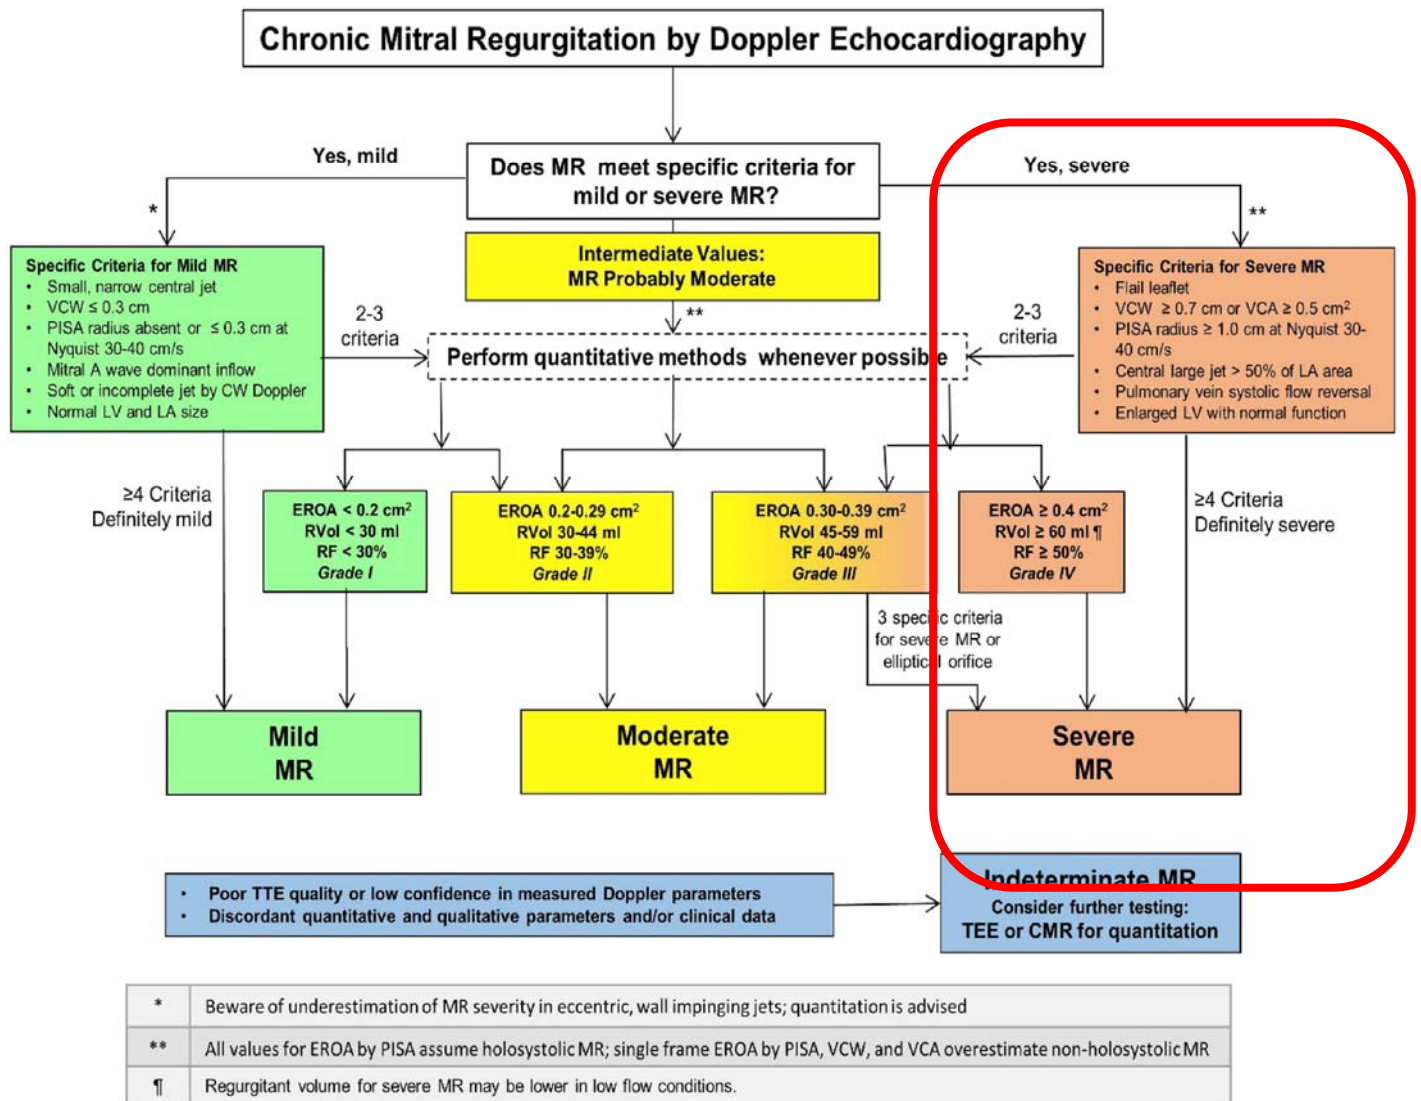 Chronic Mitral Regurgitation by Doppler Echocardiography
Yes, mild
Does MR meet specific criteria for
mild or severe MR?
Yes, severe
*
**
Intermediate Values:
MR Probably Moderate
**
Specific Criteria for Mild MR
• Small, narrow central jet
• VCW ≤ 0.3 cm
• PISA radius absent or ≤ 0.3 cm at
Nyquist 30-40 cm/s
• Mitral A wave dominant inflow
• Soft or incomplete jet by CW Doppler
• Normal LV and LA size
2-3
criteria
Perform quantitative methods whenever possible
2-3
criteria
Specific Criteria for Severe MR
• Flail leaflet
• VCW ≥ 0.7 cm or VCA ≥ 0.5 cm²
• PISA radius ≥ 1.0 cm at Nyquist 30-
40 cm/s
• Central large jet > 50% of LA area
• Pulmonary vein systolic flow reversal
• Enlarged LV with normal function
≥4 Criteria
Definitely mild
EROA < 0.2 cm²
RVol < 30 ml
RF < 30%
Grade I
EROA 0.2-0.29 cm²
RVol 30-44 ml
RF 30-39%
Grade II
EROA 0.30-0.39 cm²
RVol 45-59 ml
RF 40-49%
Grade III
EROA ≥ 0.4 cm²
RVol ≥ 60 ml ¶
RF ≥ 50%
Grade IV
≥4 Criteria
Definitely severe
3 specific criteria
for severe MR or
elliptical orifice
Mild
MR
Moderate
MR
Severe
MR
• Poor TTE quality or low confidence in measured Doppler parameters
• Discordant quantitative and qualitative parameters and/or clinical data
Indeterminate MR
Consider further testing:
TEE or CMR for quantitation
* Beware of underestimation of MR severity in eccentric, wall impinging jets; quantitation is advised
** All values for EROA by PISA assume holosystolic MR; single frame EROA by PISA, VCW, and VCA overestimate non-holosystolic MR
¶ Regurgitant volume for severe MR may be lower in low flow conditions.